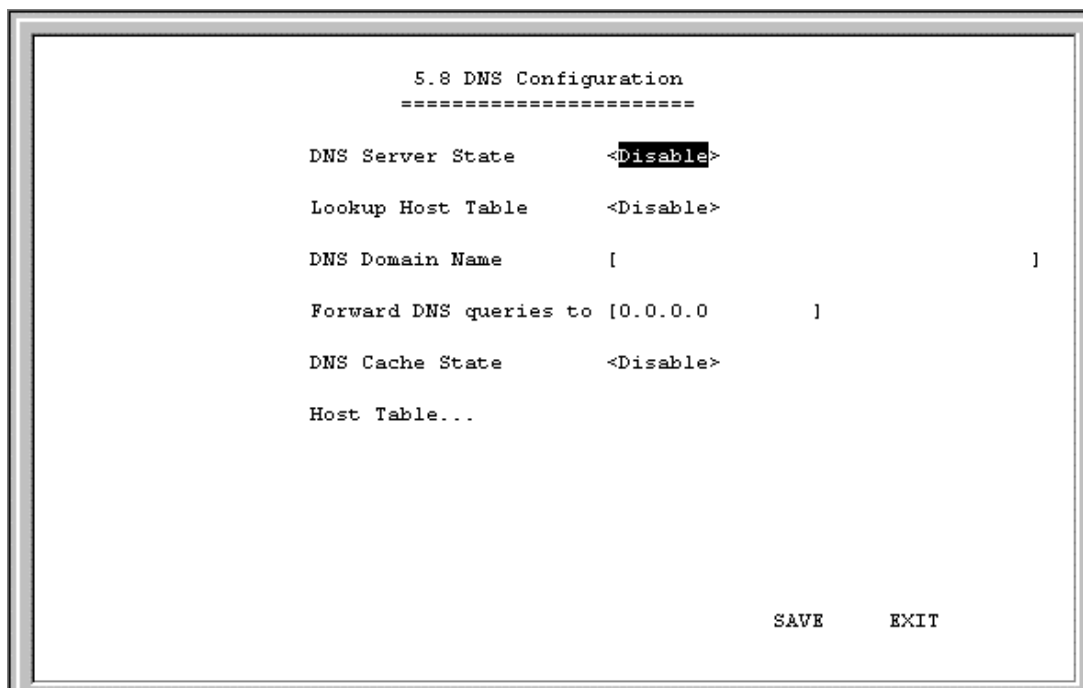 5.8 DNS Configuration
=======================
DNS Server State <Disable>
Lookup Host Table <Disable>
DNS Domain Name [ ]
Forward DNS queries to [0.0.0.0 ]
DNS Cache State <Disable>
Host Table...
SAVE EXIT